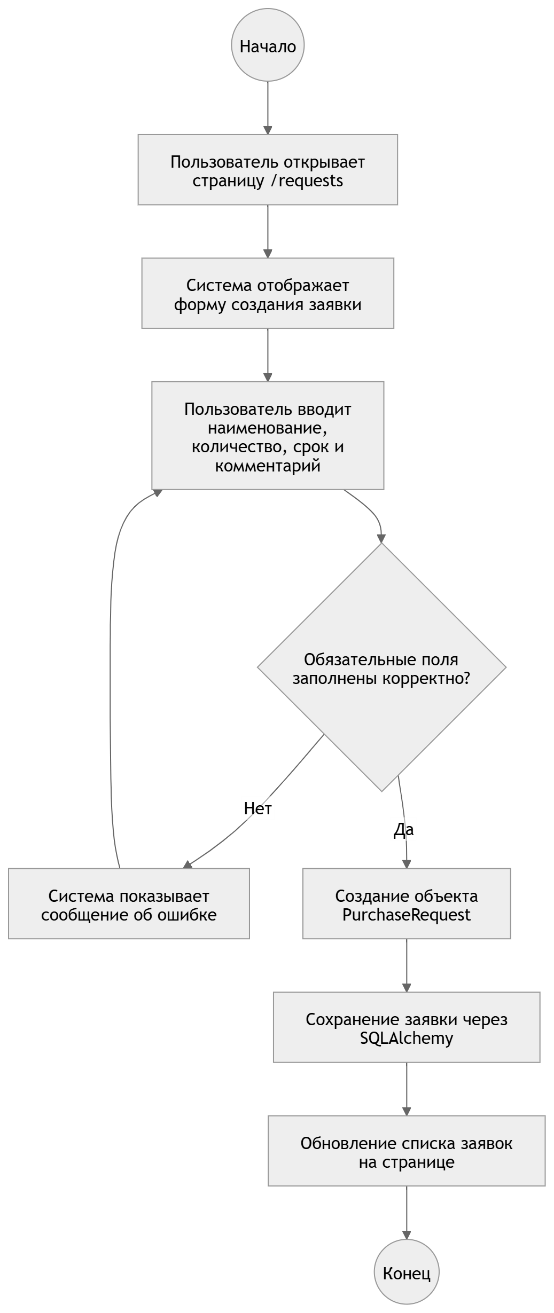 Начало
Пользователь открывает
страницу /requests
Система отображает
форму создания заявки
Пользователь вводит
наименование,
количество, срок и
комментарий
Обязательные поля
заполнены корректно?
Нет
Да
Система показывает
сообщение об ошибке
Создание объекта
PurchaseRequest
Сохранение заявки через
SQLAlchemy
Обновление списка заявок
на странице
Конец